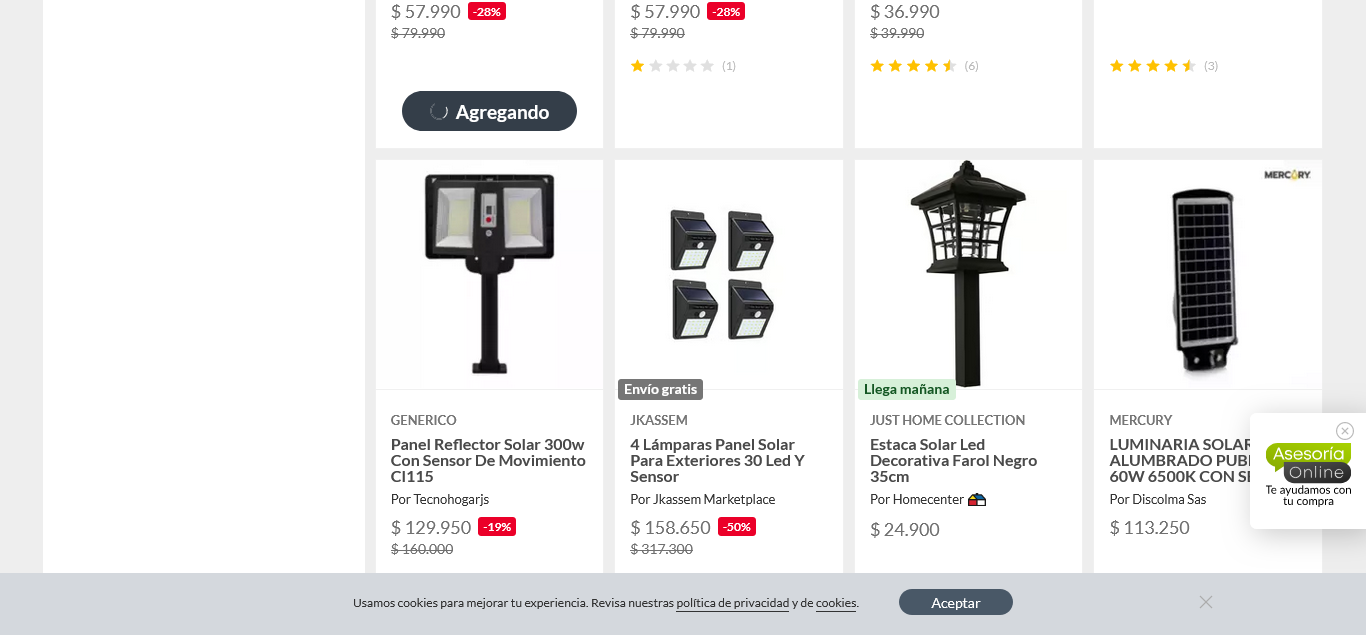 $ 57.990 -28%
$ 79.990
$ 57.990 -28%
$ 79.990
(1)
$ 36.990
$ 39.990
(6)
(3)
Agregando
GENERICO
Panel Reflector Solar 300w
Con Sensor De Movimiento
Cl115
Por Tecnohogarjs
$ 129.950 -19%
$ 160.000
Envío gratis
JKASSEM
4 Lámparas Panel Solar
Para Exteriores 30 Led Y
Sensor
Por Jkassem Marketplace
$ 158.650 -50%
$ 317.300
Llega mañana
JUST HOME COLLECTION
Estaca Solar Led
Decorativa Farol Negro
35cm
Por Homecenter
$ 24.900
MERCURY
MERCURY
LUMINARIA SOLAR
ALUMBRADO
60W 6500K CON
Por Discolma Sas
$ 113.250
Asesoría
Online
Te ayudamos con
tu compra
Usamos cookies para mejorar tu experiencia. Revisa nuestras política de privacidad y de cookies.
Aceptar